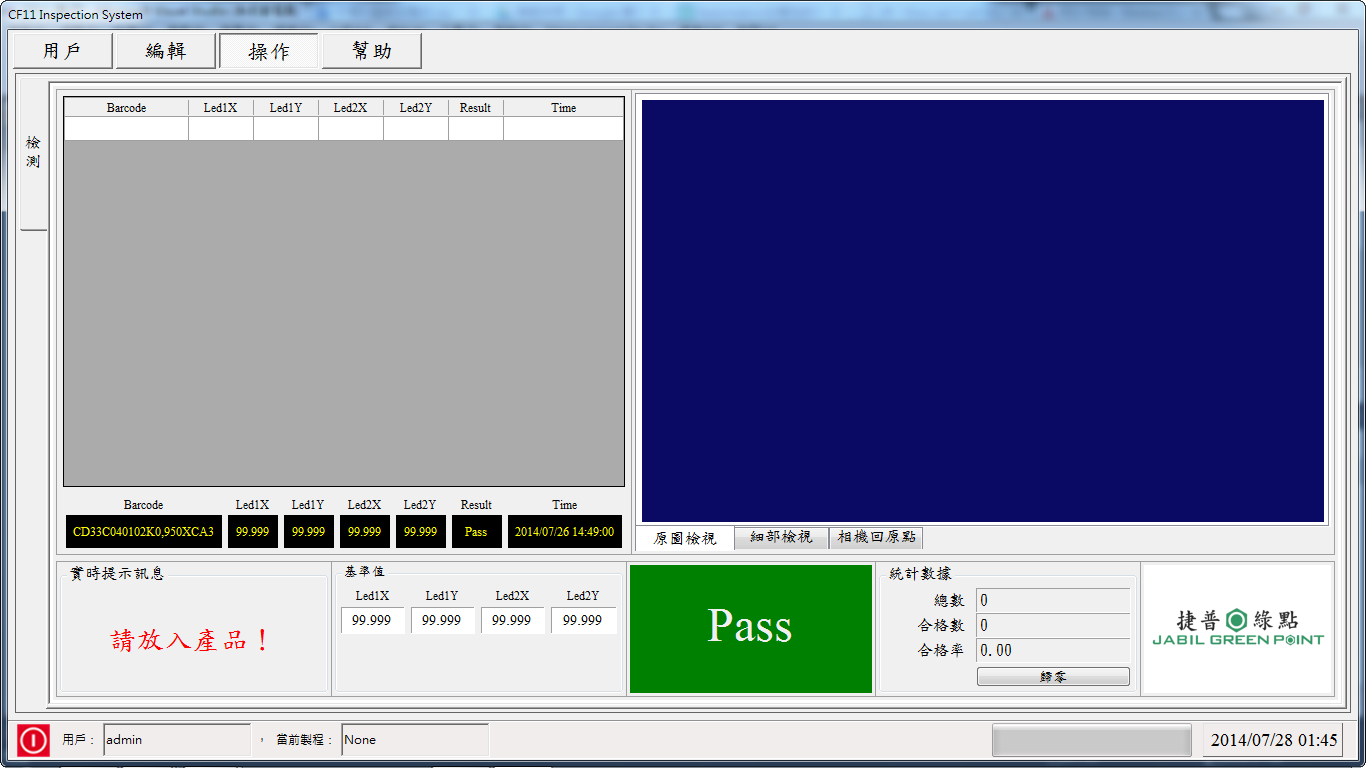 CF11 Inspection System
用戶 編輯 操作 幫助
檢測
Barcode Led1X Led1Y Led2X Led2Y Result Time
Barcode Led1X Led1Y Led2X Led2Y Result Time
CD33C040102K0,950XCA3 99.999 99.999 99.999 99.999 Pass 2014/07/26 14:49:00
原圖檢視 細部檢視 相機回原點
實時提示訊息
請放入產品！
基準值
Led1X Led1Y Led2X Led2Y
99.999 99.999 99.999 99.999
Pass
統計數據
總數 0
合格數 0
合格率 0.00
歸零
捷普 綠點
JABIL GREEN POINT
用戶： admin ， 當前製程： None
2014/07/28 01:45